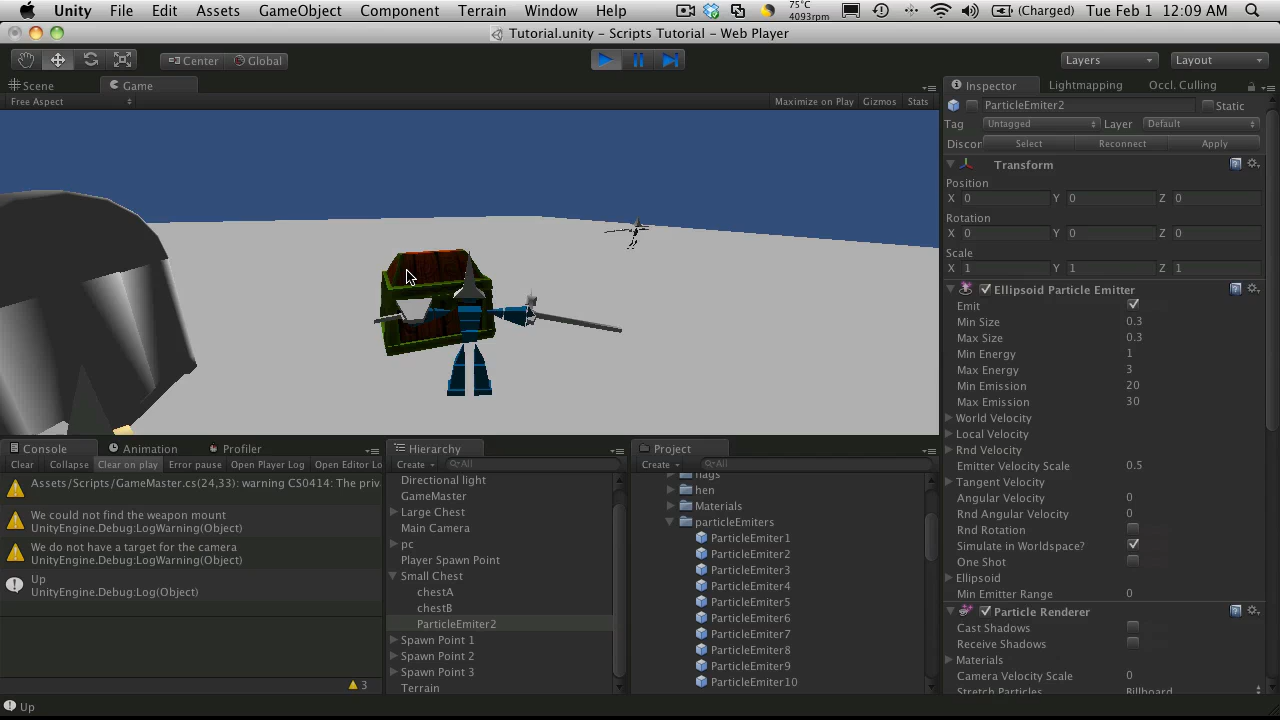 Unity File Edit Assets GameObject Component Terrain Window Help 75°C 4093rpm (Charged) Tue Feb 1 12:09 AM
Tutorial.unity - Scripts Tutorial - Web Player
Center Global Layers Layout
Scene Game
Free Aspect Maximize on Play Gizmos Stats
Inspector Lightmapping Occl. Culling
ParticleEmiter2 Static
Tag Untagged Layer Default
Discon Select Reconnect Apply
Transform
Position
X 0 Y 0 Z 0
Rotation
X 0 Y 0 Z 0
Scale
X 1 Y 1 Z 1
Ellipsoid Particle Emitter
Emit
Min Size 0.3
Max Size 0.3
Min Energy 1
Max Energy 3
Min Emission 20
Max Emission 30
World Velocity
Local Velocity
Rnd Velocity
Emitter Velocity Scale 0.5
Tangent Velocity
Angular Velocity 0
Rnd Angular Velocity 0
Rnd Rotation
Simulate in Worldspace?
One Shot
Ellipsoid
Min Emitter Range 0
Particle Renderer
Cast Shadows
Receive Shadows
Materials
Camera Velocity Scale 0
Stretch Particles Billboard
Console Animation Profiler
Clear Collapse Clear on play Error pause Open Player Log Open Editor Lo
Assets/Scripts/GameMaster.cs(24,33): warning CS0414: The priv
We could not find the weapon mount
UnityEngine.Debug:LogWarning(Object)
We do not have a target for the camera
UnityEngine.Debug:LogWarning(Object)
Up
UnityEngine.Debug:Log(Object)
3
Up
Hierarchy
Create All
Directional light
GameMaster
Large Chest
Main Camera
pc
Player Spawn Point
Small Chest
chestA
chestB
ParticleEmiter2
Spawn Point 1
Spawn Point 2
Spawn Point 3
Terrain
Project
Create All
flags
hen
Materials
particleEmiters
ParticleEmiter1
ParticleEmiter2
ParticleEmiter3
ParticleEmiter4
ParticleEmiter5
ParticleEmiter6
ParticleEmiter7
ParticleEmiter8
ParticleEmiter9
ParticleEmiter10